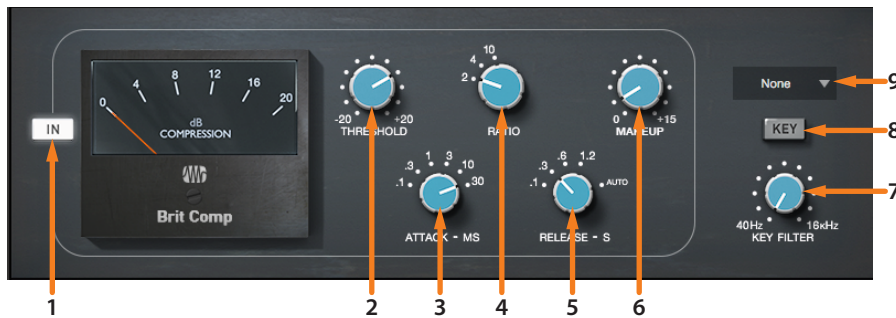 0 4 8 12 16 20
dB
COMPRESSION
Brit Comp
IN
-20 +20
THRESHOLD
2 4 10
RATIO
0 +15
MAKEUP
.1 .3 1 3 10 30
ATTACK - MS
.1 .3 .6 1.2 AUTO
RELEASE - S
None
KEY
40Hz 16KHz
KEY FILTER
1 2 3 4 5 6 7 8 9